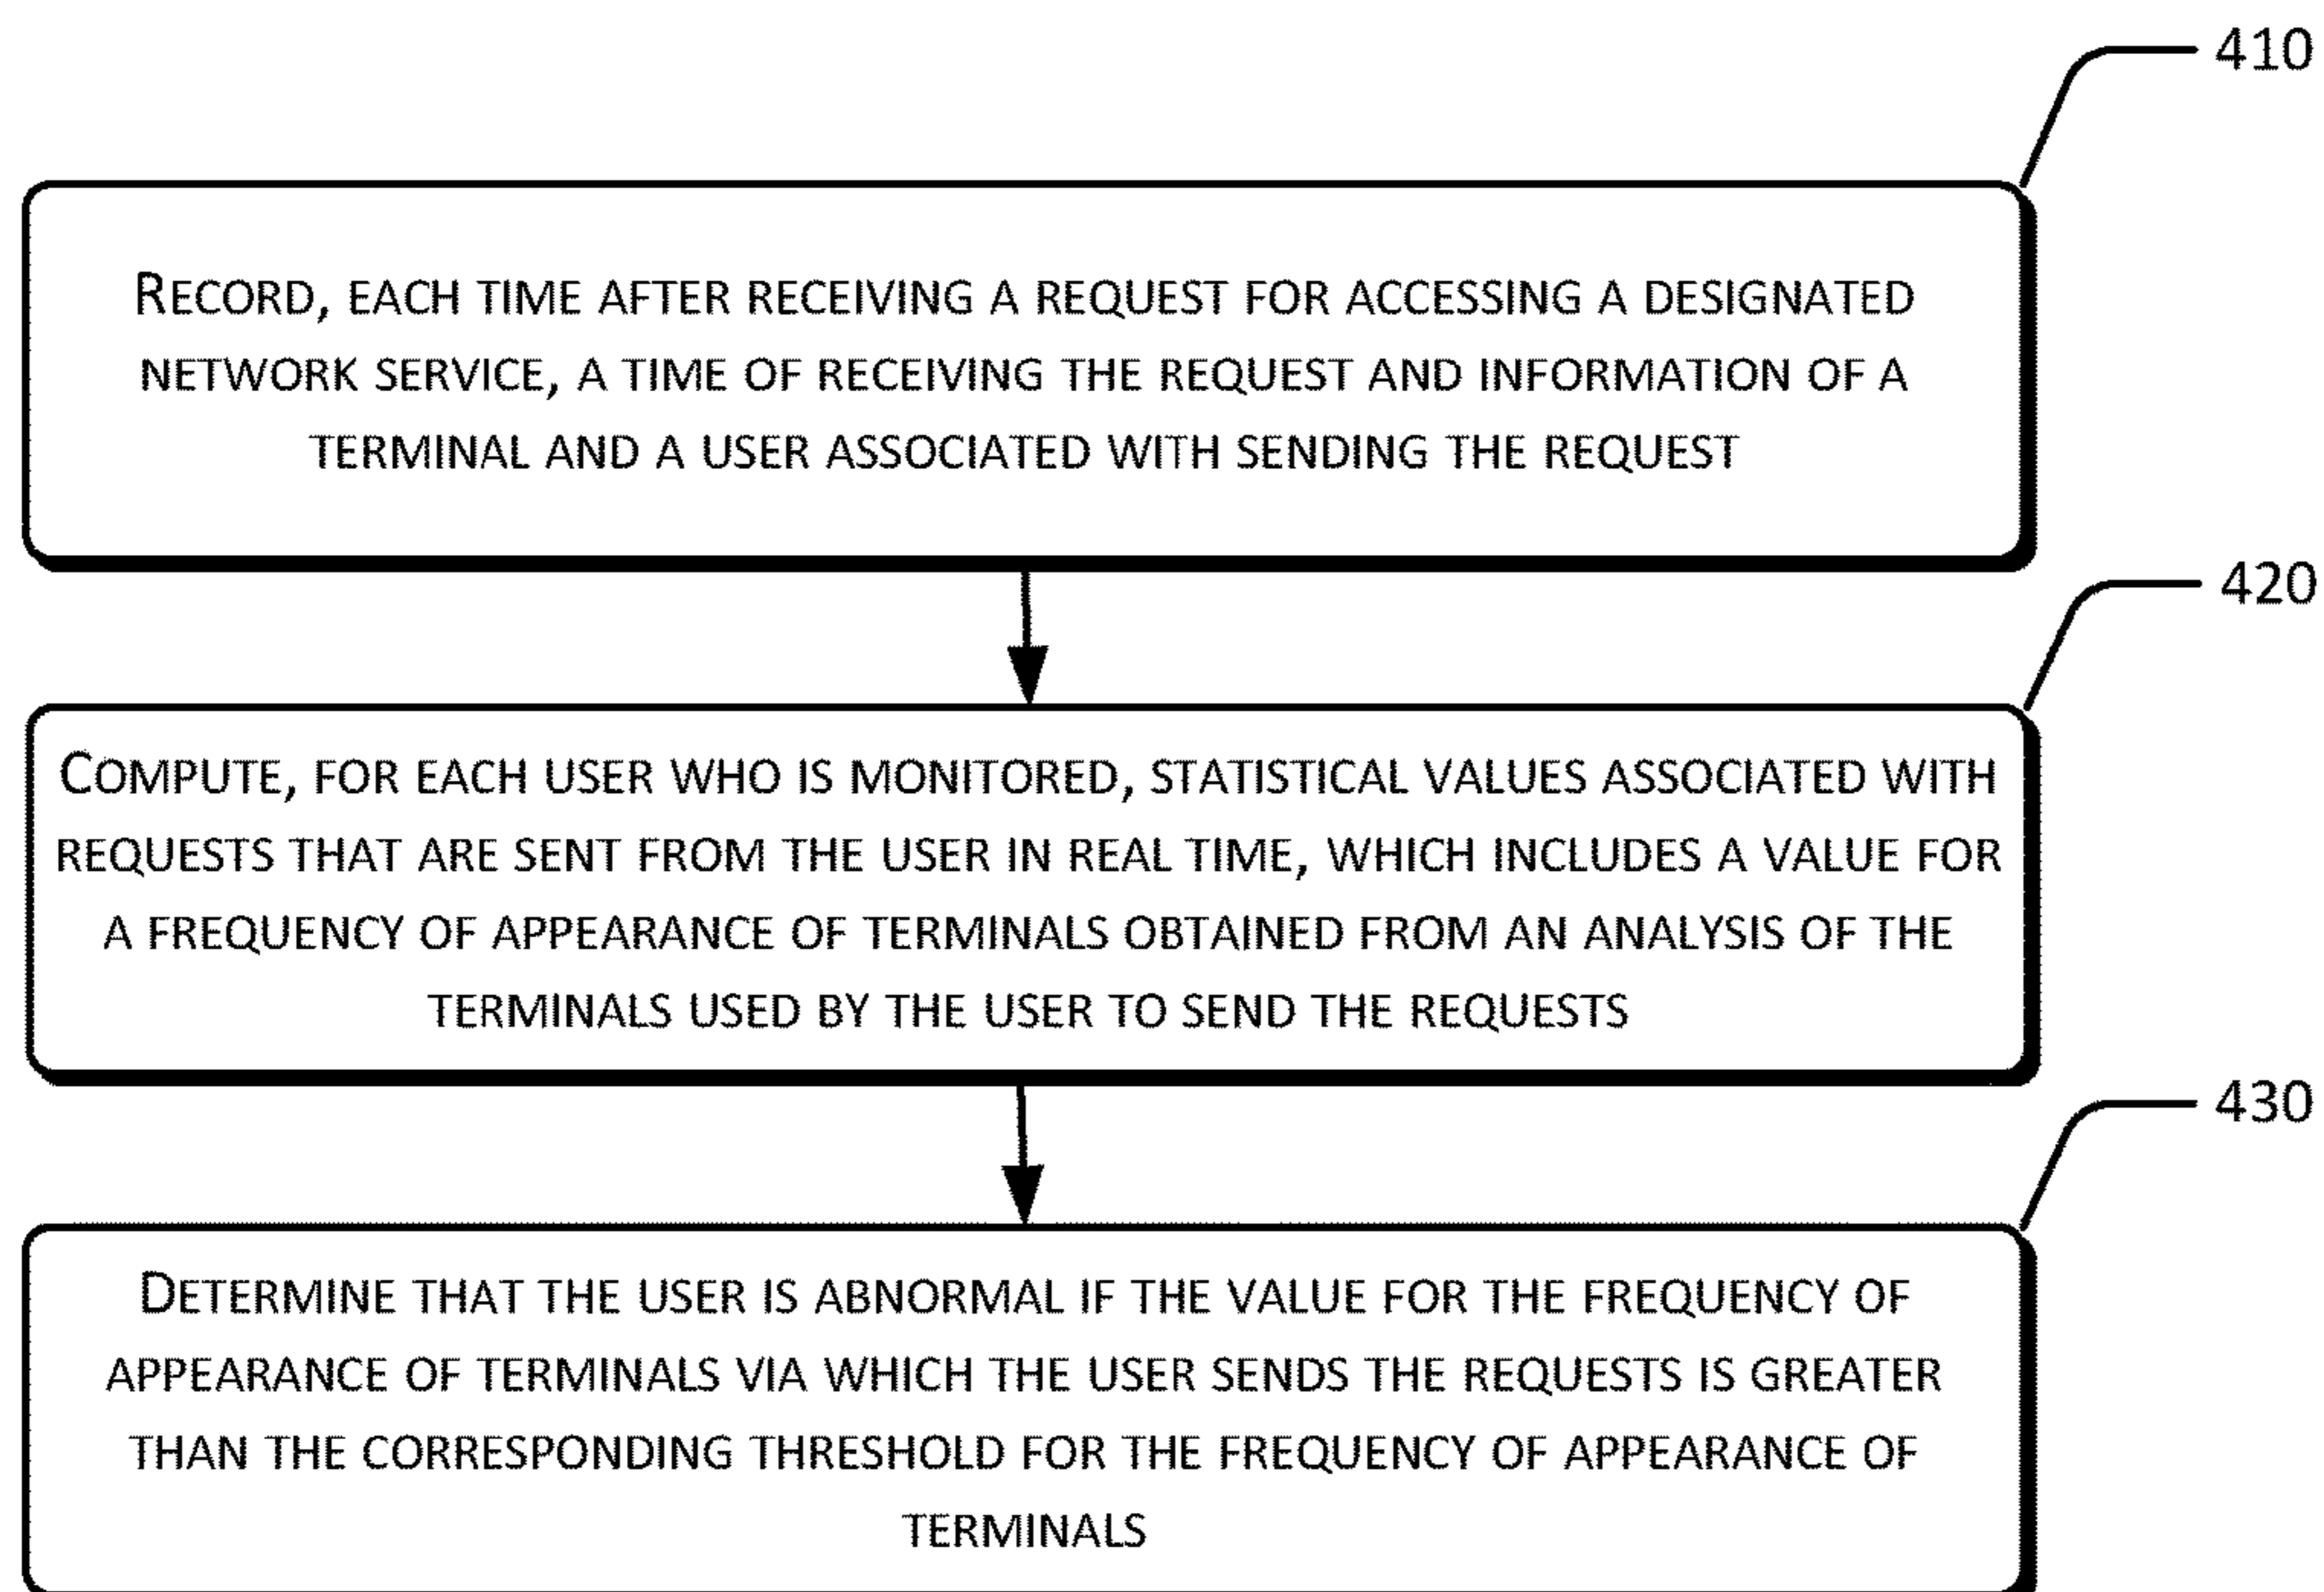 410
RECORD, EACH TIME AFTER RECEIVING A REQUEST FOR ACCESSING A DESIGNATED
NETWORK SERVICE, A TIME OF RECEIVING THE REQUEST AND INFORMATION OF A
TERMINAL AND A USER ASSOCIATED WITH SENDING THE REQUEST
420
COMPUTE, FOR EACH USER WHO IS MONITORED, STATISTICAL VALUES ASSOCIATED WITH
REQUESTS THAT ARE SENT FROM THE USER IN REAL TIME, WHICH INCLUDES A VALUE FOR
A FREQUENCY OF APPEARANCE OF TERMINALS OBTAINED FROM AN ANALYSIS OF THE
TERMINALS USED BY THE USER TO SEND THE REQUESTS
430
DETERMINE THAT THE USER IS ABNORMAL IF THE VALUE FOR THE FREQUENCY OF
APPEARANCE OF TERMINALS VIA WHICH THE USER SENDS THE REQUESTS IS GREATER
THAN THE CORRESPONDING THRESHOLD FOR THE FREQUENCY OF APPEARANCE OF
TERMINALS